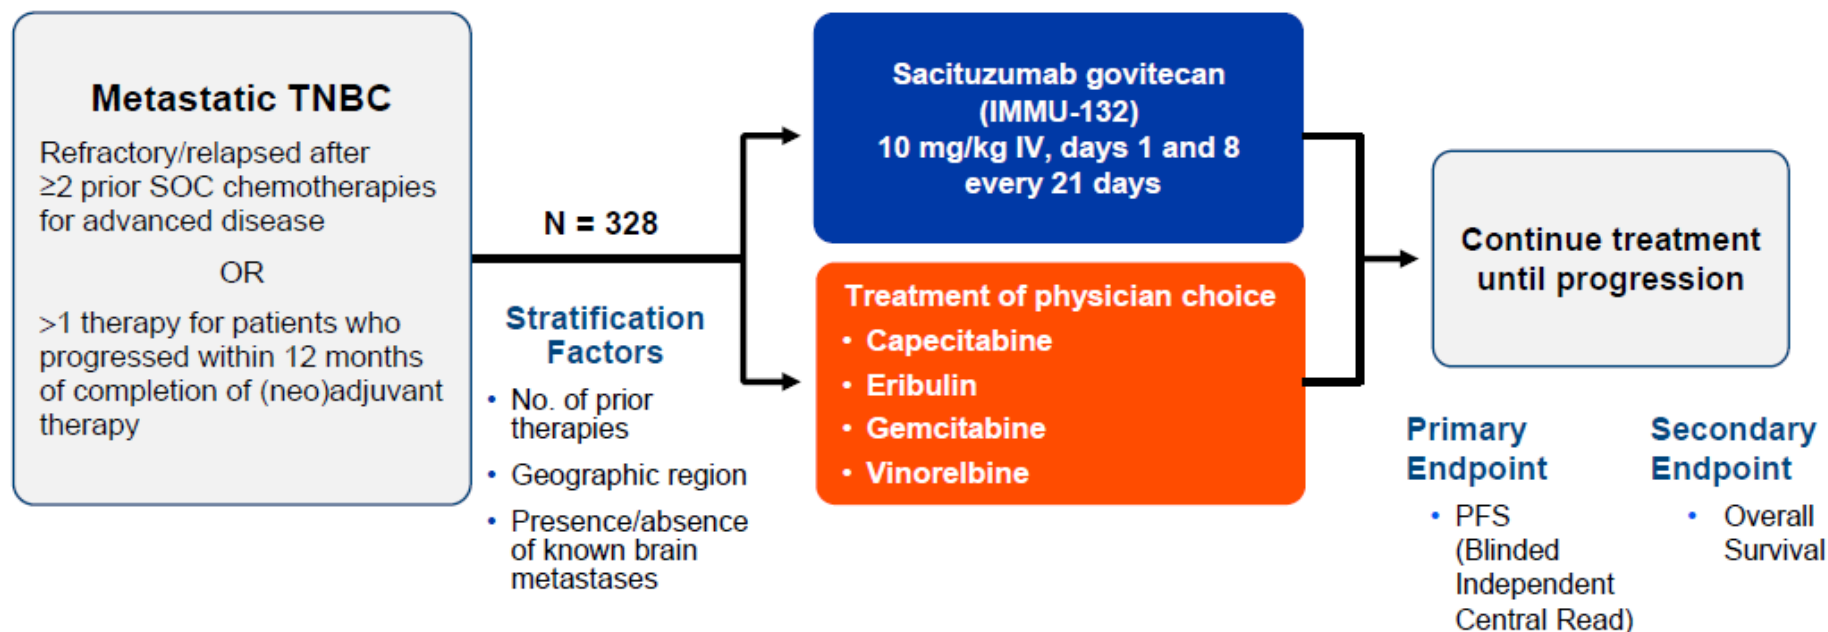 Metastatic TNBC
Refractory/relapsed after
≥2 prior SOC chemotherapies
for advanced disease
OR
>1 therapy for patients who
progressed within 12 months
of completion of (neo)adjuvant
therapy
N = 328
Stratification
Factors
• No. of prior
therapies
• Geographic region
• Presence/absence
of known brain
metastases
Sacituzumab govitecan
(IMMU-132)
10 mg/kg IV, days 1 and 8
every 21 days
Treatment of physician choice
• Capecitabine
• Eribulin
• Gemcitabine
• Vinorelbine
Continue treatment
until progression
Primary
Endpoint
• PFS
(Blinded
Independent
Central Read)
Secondary
Endpoint
• Overall
Survival